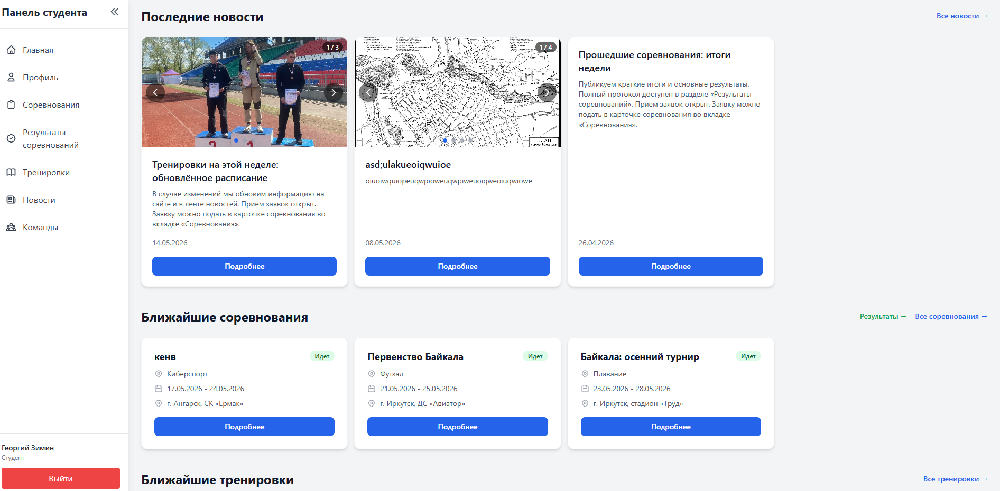 Панель студента
Главная
Профиль
Соревнования
Результаты
соревнований
Тренировки
Новости
Команды
Георгий Зимин
Студент
Выйти
Последние новости
Все новости →
1 / 3
2
1
Тренировки на этой неделе:
обновлённое расписание
В случае изменений мы обновим информацию на
сайте и в ленте новостей. Приём заявок открыт.
Заявку можно подать в карточке соревнования во
вкладке «Соревнования».
14.05.2026
Подробнее
1 / 4
ПЛАН
города Иркутска
asd;ulakueoiqwuioe
oiuoiwquiopeuqwpioweuqwpiweuoiqweoiuqwiowe
08.05.2026
Подробнее
Прошедшие соревнования: итоги
недели
Публикуем краткие итоги и основные результаты.
Полный протокол доступен в разделе «Результаты
соревнований». Приём заявок открыт. Заявку можно
подать в карточке соревнования во вкладке
«Соревнования».
26.04.2026
Подробнее
Ближайшие соревнования
Результаты →
Все соревнования →
кенв
Идет
Киберспорт
17.05.2026 - 24.05.2026
г. Ангарск, СК «Ермак»
Подробнее
Первенство Байкала
Идет
Футзал
21.05.2026 - 25.05.2026
г. Иркутск, ДС «Авиатор»
Подробнее
Байкала: осенний турнир
Идет
Плавание
23.05.2026 - 28.05.2026
г. Иркутск, стадион «Труд»
Подробнее
Ближайшие тренировки
Все тренировки →